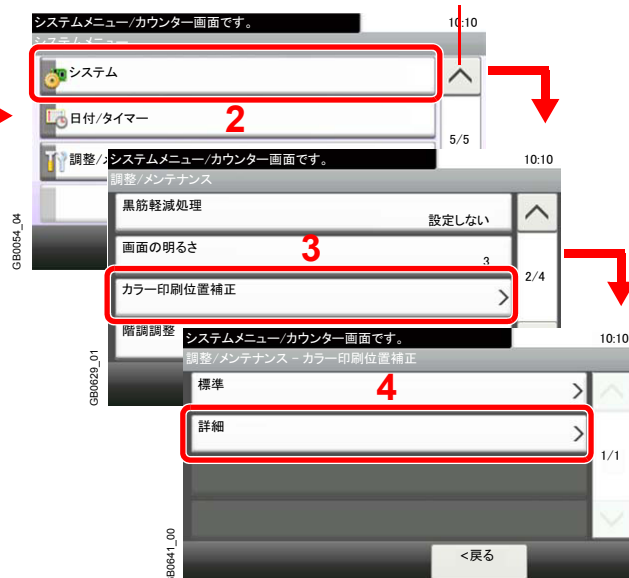 システムメニュー/カウンター画面です。
10:10
システムメニュー
システム
日付/タイマー
2
5/5
調整/
GB0054_04
システムメニュー/カウンター画面です。
10:10
調整/メンテナンス
黒筋軽減処理
設定しない
画面の明るさ
3
3
2/4
カラー印刷位置補正
階調調整
GB0629_01
システムメニュー/カウンター画面です。
10:10
調整/メンテナンス - カラー印刷位置補正
標準
4
詳細
1/1
<戻る
GB0641_00